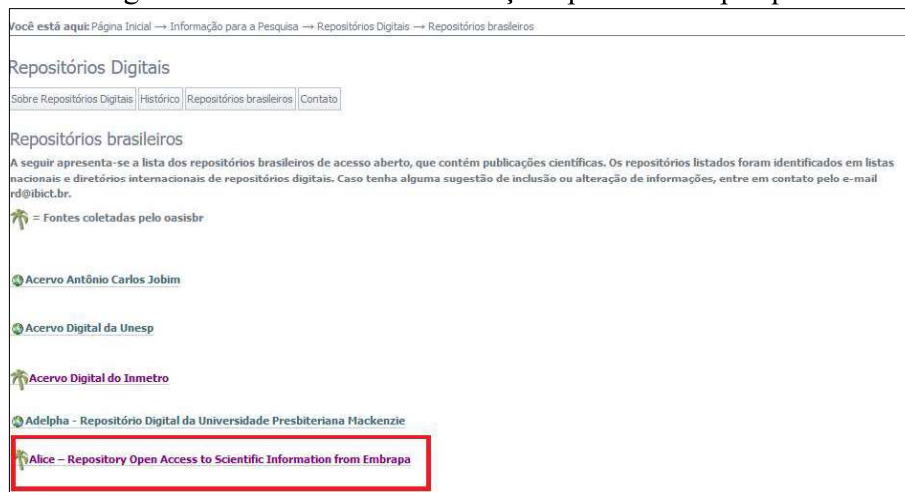 Você está aqui: Página Inicial → Informação para a Pesquisa → Repositórios Digitais → Repositórios brasileiros
Repositórios Digitais
Sobre Repositórios Digitais Histórico Repositórios brasileiros Contato
Repositórios brasileiros
A seguir apresenta-se a lista dos repositórios brasileiros de acesso aberto, que contém publicações científicas. Os repositórios listados foram identificados em listas
nacionais e diretórios internacionais de repositórios digitais. Caso tenha alguma sugestão de inclusão ou alteração de informações, entre em contato pelo e-mail
rd@ibict.br.
= Fontes coletadas pelo oasisbr
Acervo Antônio Carlos Jobim
Acervo Digital da Unesp
Acervo Digital do Inmetro
Adelpha - Repositório Digital da Universidade Presbiteriana Mackenzie
Alice – Repository Open Access to Scientific Information from Embrapa